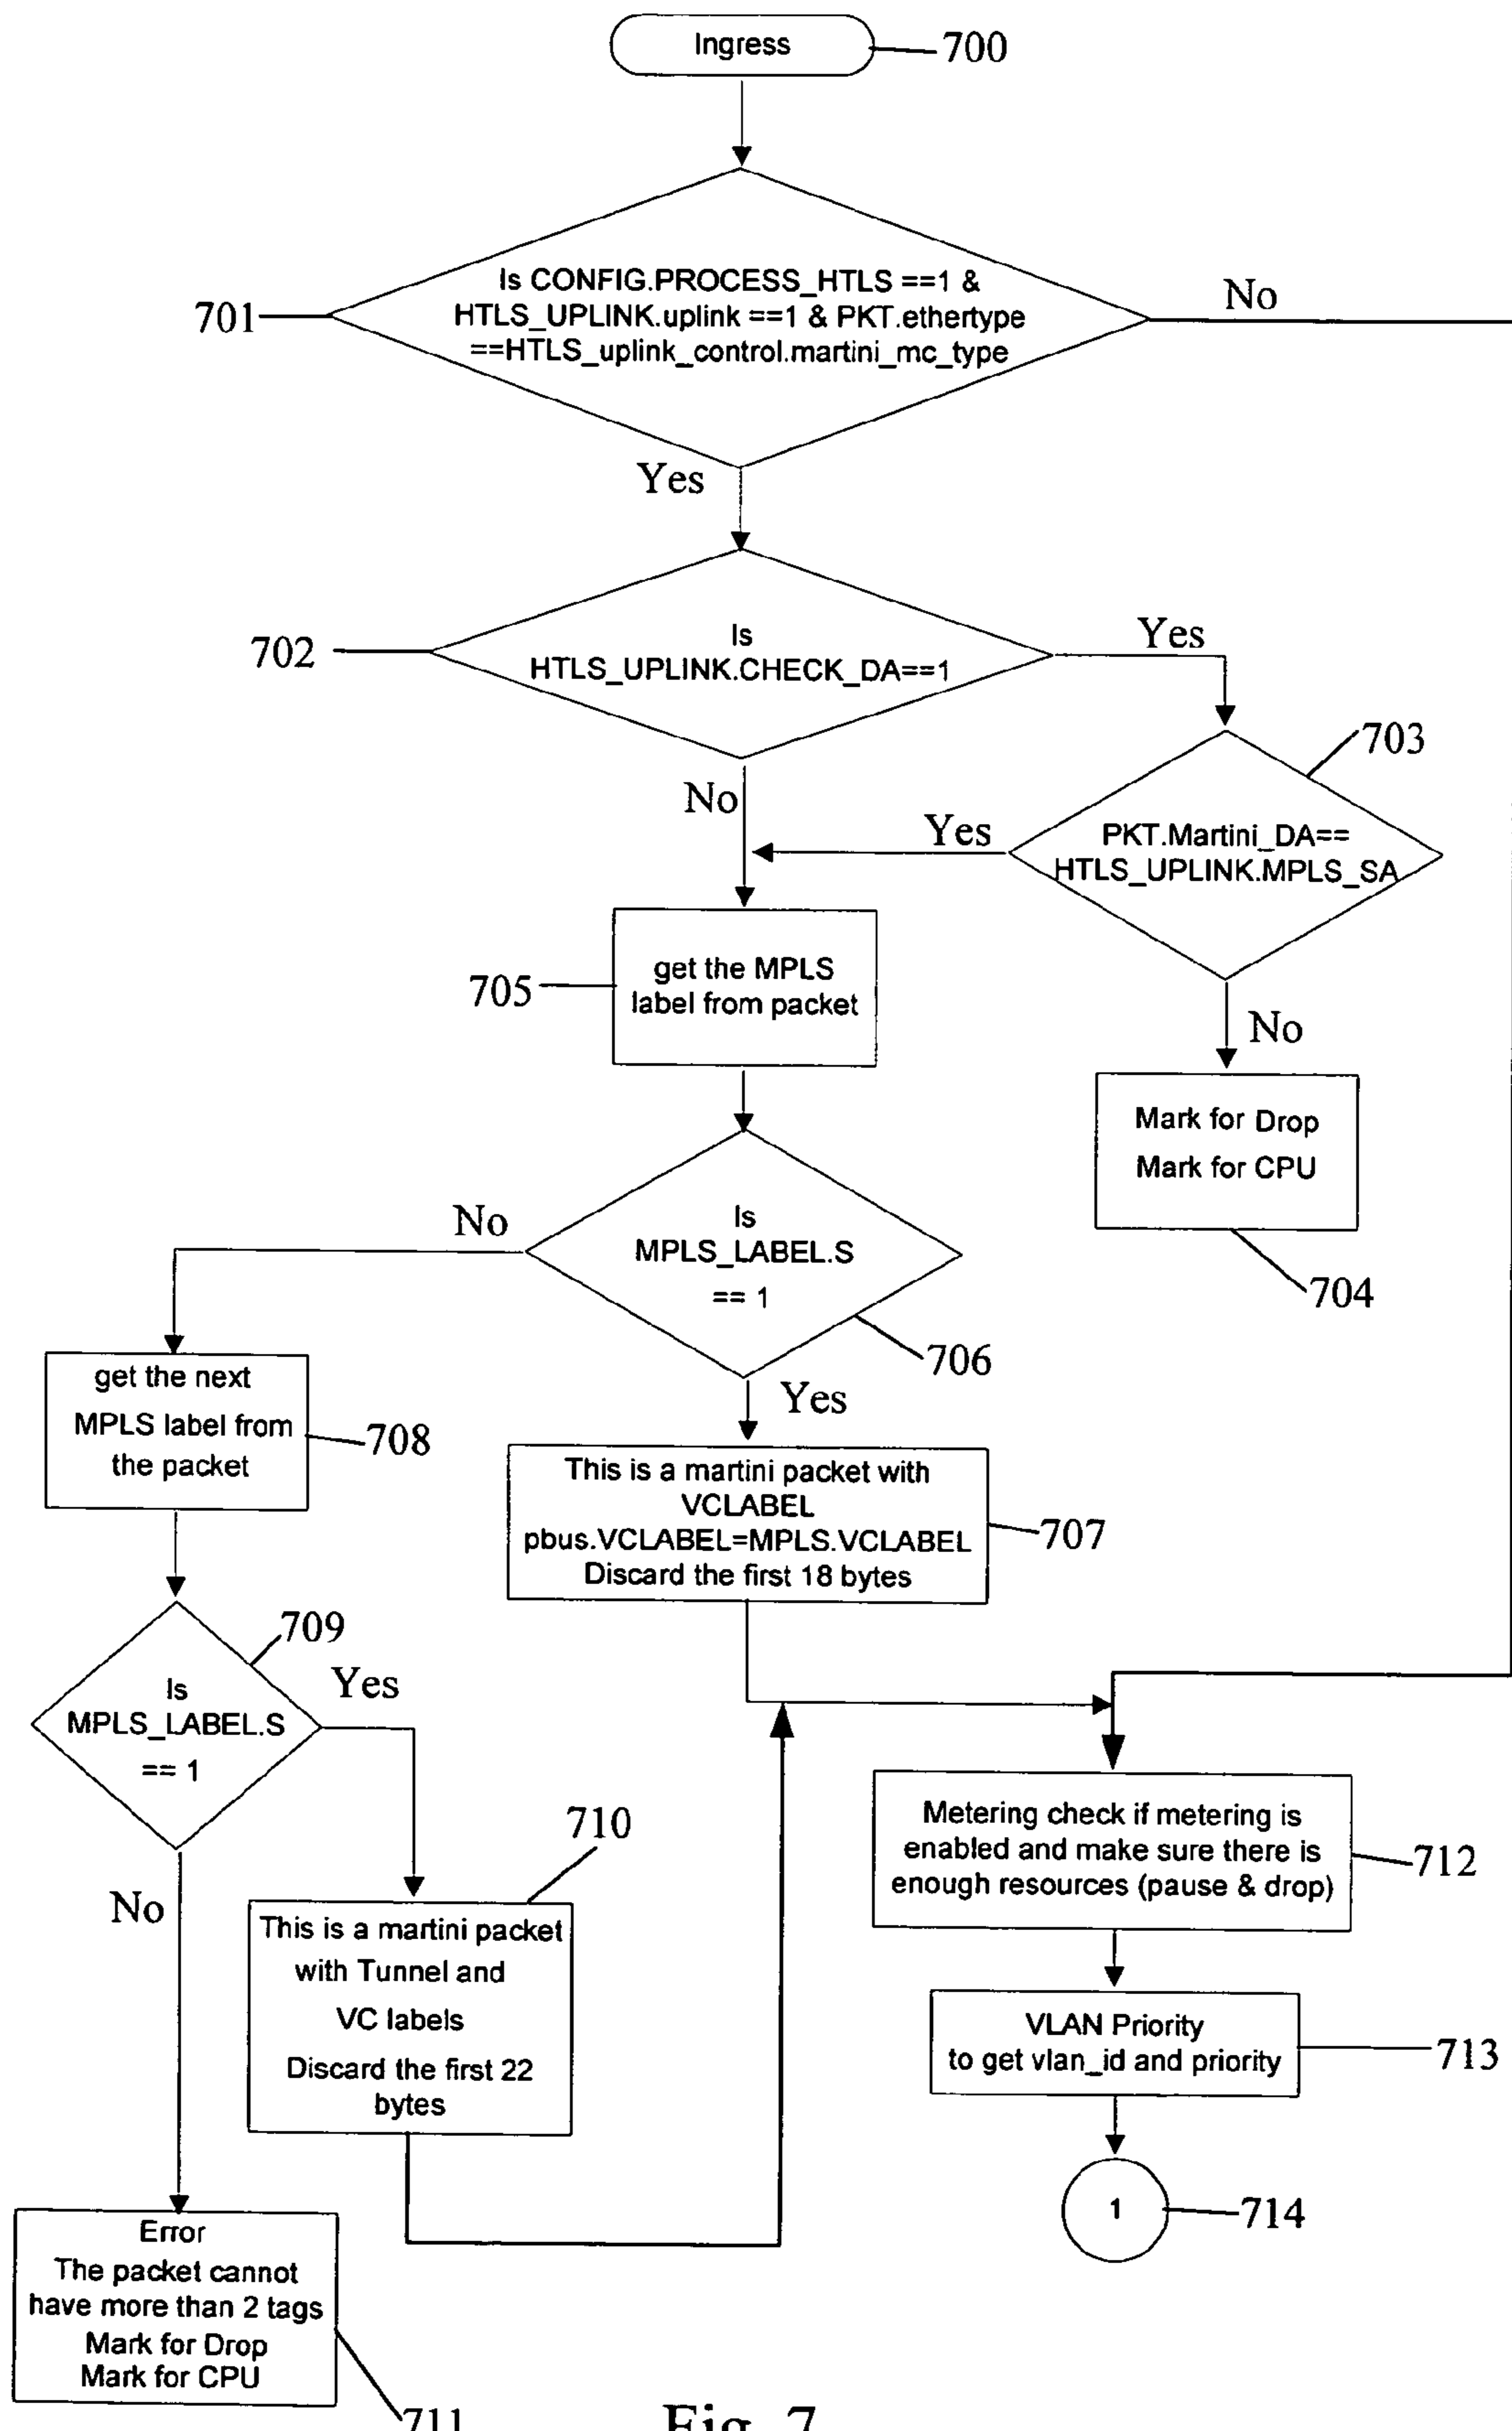 Ingress
700
Is CONFIG.PROCESS_HTLS ==1 &
HTLS_UPLINK.uplink ==1 & PKT.ethertype
==HTLS_uplink_control.martini_mc_type
701
No
Yes
Is
HTLS_UPLINK.CHECK_DA==1
702
Yes
703
No
PKT.Martini_DA==
HTLS_UPLINK.MPLS_SA
Yes
get the MPLS
label from packet
705
No
Mark for Drop
Mark for CPU
704
Is
MPLS_LABEL.S
== 1
706
No
Yes
get the next
MPLS label from
the packet
708
This is a martini packet with
VCLABEL
pbus.VCLABEL=MPLS.VCLABEL
Discard the first 18 bytes
707
709
Is
MPLS_LABEL.S
== 1
Yes
710
No
This is a martini packet
with Tunnel and
VC labels
Discard the first 22
bytes
Metering check if metering is
enabled and make sure there is
enough resources (pause & drop)
712
VLAN Priority
to get vlan_id and priority
713
1
714
Error
The packet cannot
have more than 2 tags
Mark for Drop
Mark for CPU
711
Fig. 7